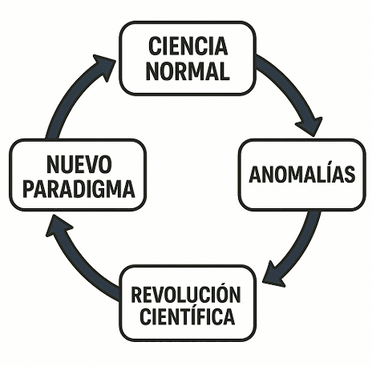 CIENCIA
NORMAL
ANOMALÍAS
REVOLUCIÓN
CIENTÍFICA
NUEVO
PARADIGMA